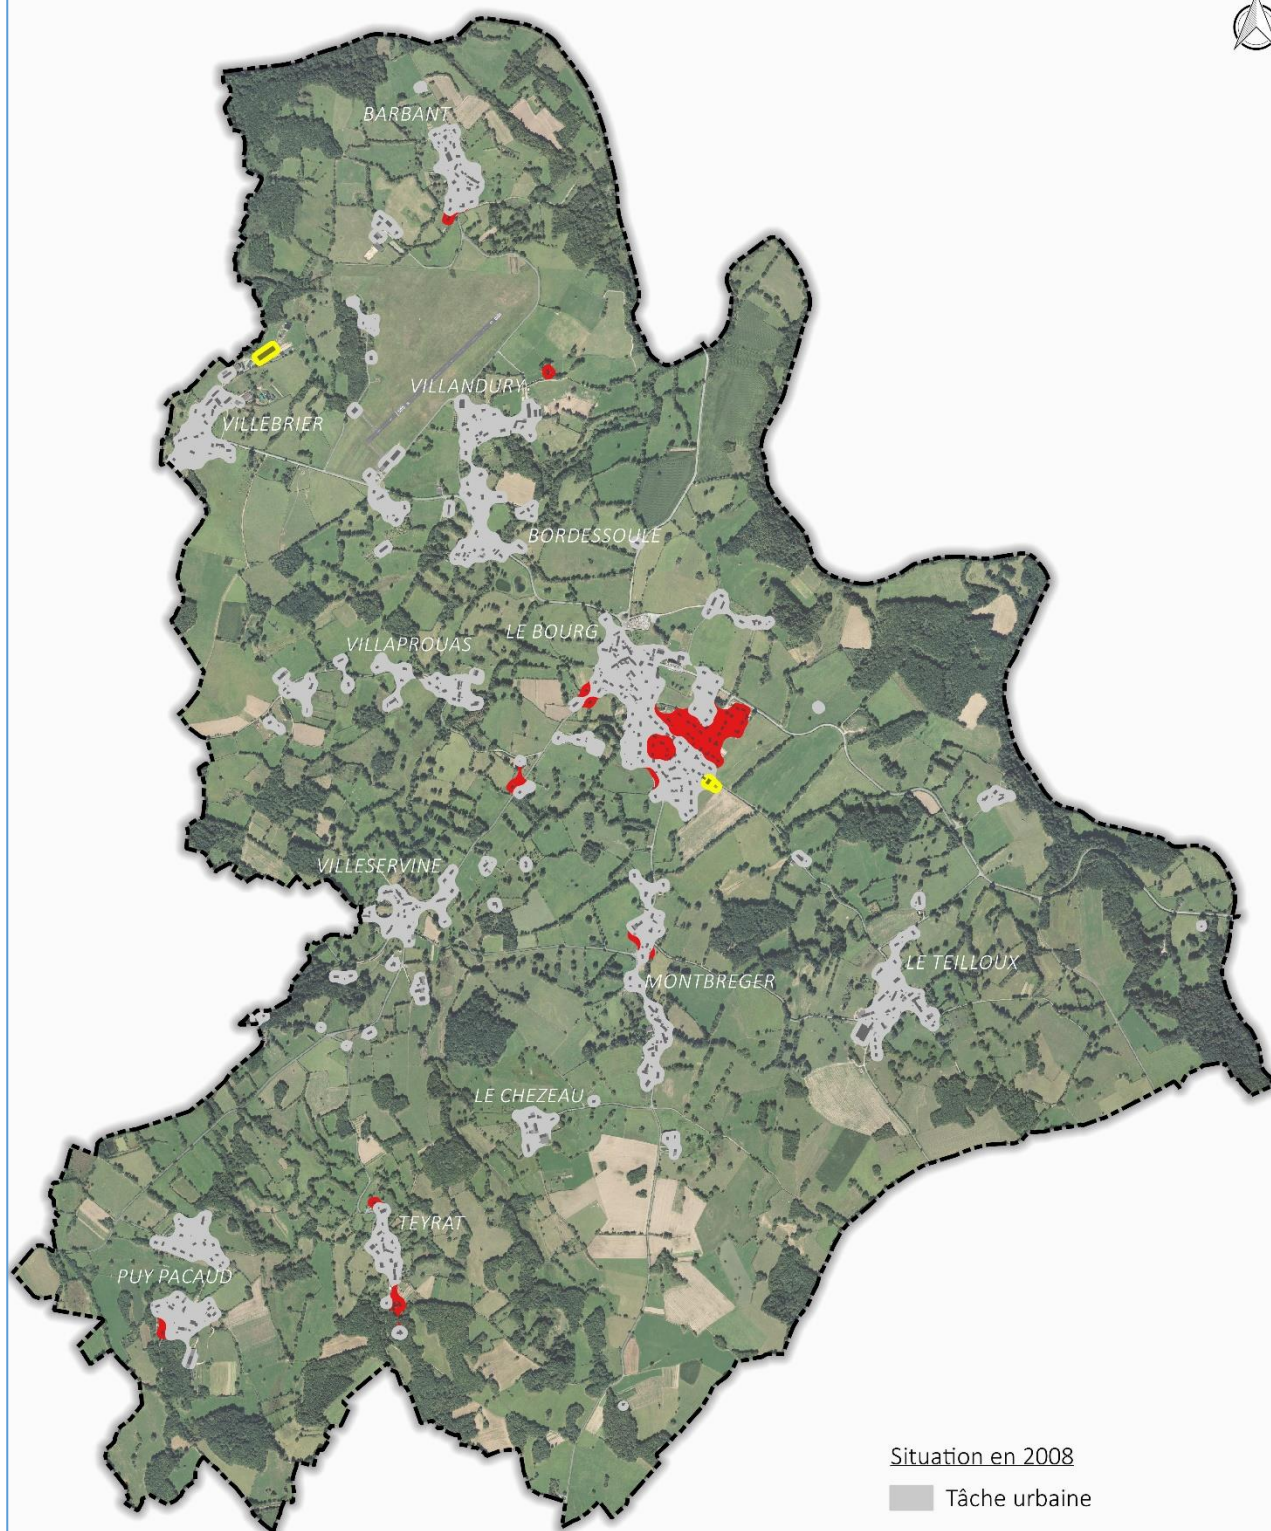 BARBANT
VILLANDURY
VILLEBRIER
BORDESSOULE
LE BOURG
VILLAPROUAS
VILLESERVINE
LE TEILLOUX
MONTBREGER
LE CHEZEAU
TEYRAT
PUY PACAUD
Situation en 2008
Tâche urbaine